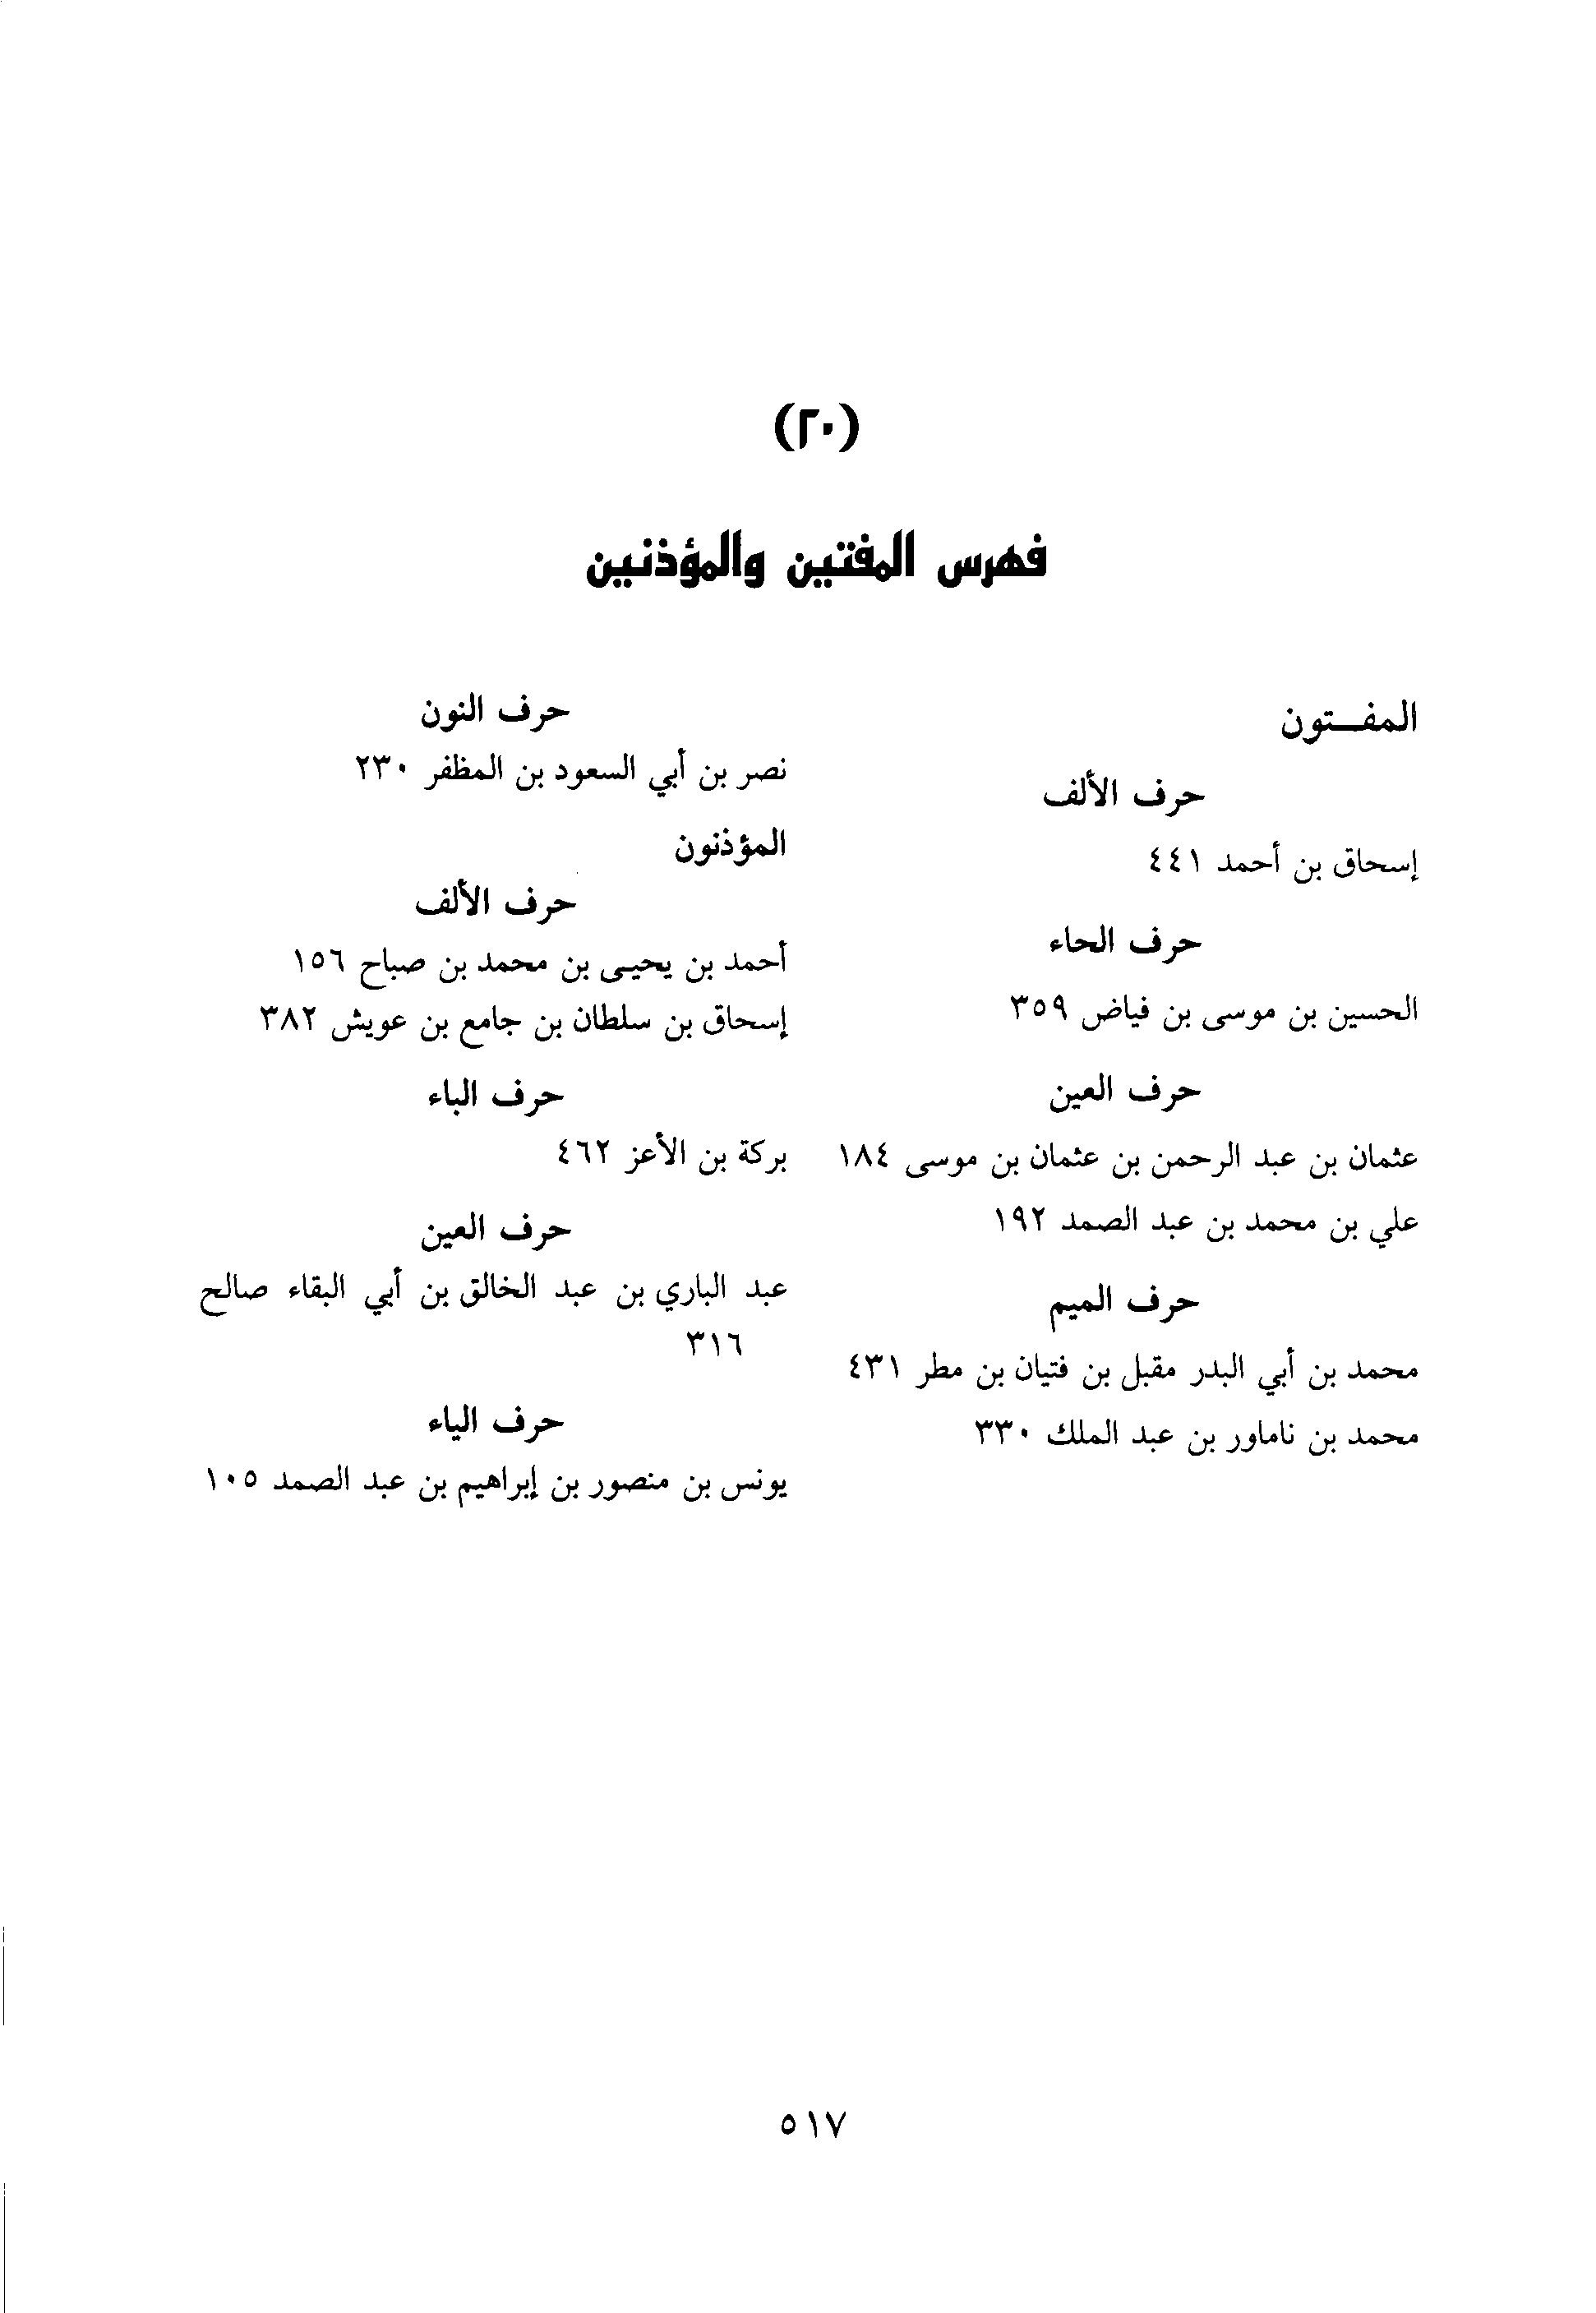 (٢٠)
فهرس المفتين والمؤذنين
المفـتون
حرف الألف
إسحاق بن أحمد ٤٤١
حرف الحاء
الحسين بن موسى بن فياض ٣٥٩
حرف العين
عثمان بن عبد الرحمن بن عثمان بن موسى ١٨٤
علي بن محمد بن عبد الصمد ١٩٢
حرف الميم
محمد بن أبي البدر مقبل بن فتيان بن مطر ٤٣١
محمد بن ناماور بن عبد الملك ٣٣٠
حرف النون
نصر بن أبي السعود بن المظفر ٢٣٠
المؤذنون
حرف الألف
أحمد بن يحيـى بن محمد بن صباح ١٥٦
إسحاق بن سلطان بن جامع بن عويش ٣٨٢
حرف الباء
بركة بن الأعز ٤٦٢
حرف العين
عبد الباري بن عبد الخالق بن أبي البقاء صالح
٣١٦
حرف الياء
يونس بن منصور بن إبراهيم بن عبد الصمد ١٠٥
٥١٧